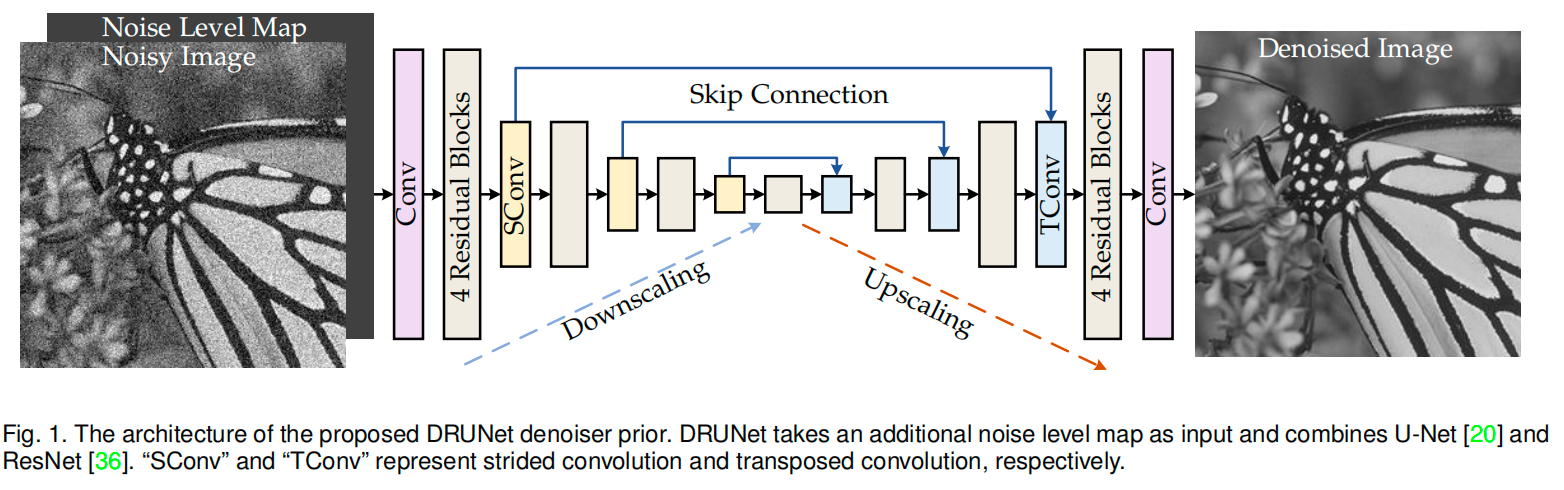 Noise Level Map
Noisy Image
Conv
4 Residual Blocks
SConv
Skip Connection
Downscaling
Upscaling
TConv
4 Residual Blocks
Conv
Denoised Image
Fig. 1. The architecture of the proposed DRUNet denoiser prior. DRUNet takes an additional noise level map as input and combines U-Net [20] and
ResNet [36]. “SConv” and “TConv” represent strided convolution and transposed convolution, respectively.